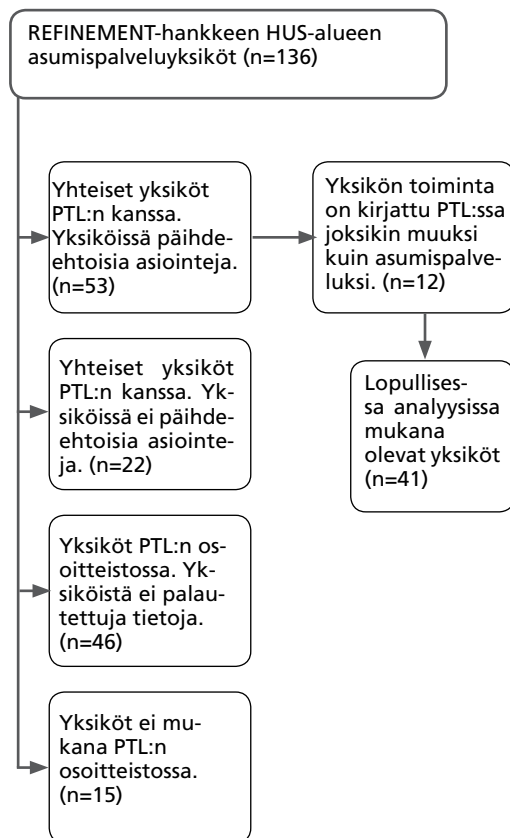 REFINEMENT-hankkeen HUS-alueen
asumispalveluyksiköt (n=136)
Yhteiset yksiköt
PTL:n kanssa.
Yksiköissä päihde-
ehtoisia asiointeja.
(n=53)
Yksikön toiminta
on kirjattu PTL:ssa
joksikin muuksi
kuin asumispalve-
luksi. (n=12)
Yhteiset yksiköt
PTL:n kanssa. Yk-
siköissä ei päihde-
ehtoisia asiointe-
ja. (n=22)
Lopullises-
sa analyysissa
mukana
olevat yksiköt
(n=41)
Yksiköt PTL:n os-
oitteistossa. Yk-
siköistä ei palau-
tettuja tietoja.
(n=46)
Yksiköt ei mu-
kana PTL:n
osoitteistossa.
(n=15)